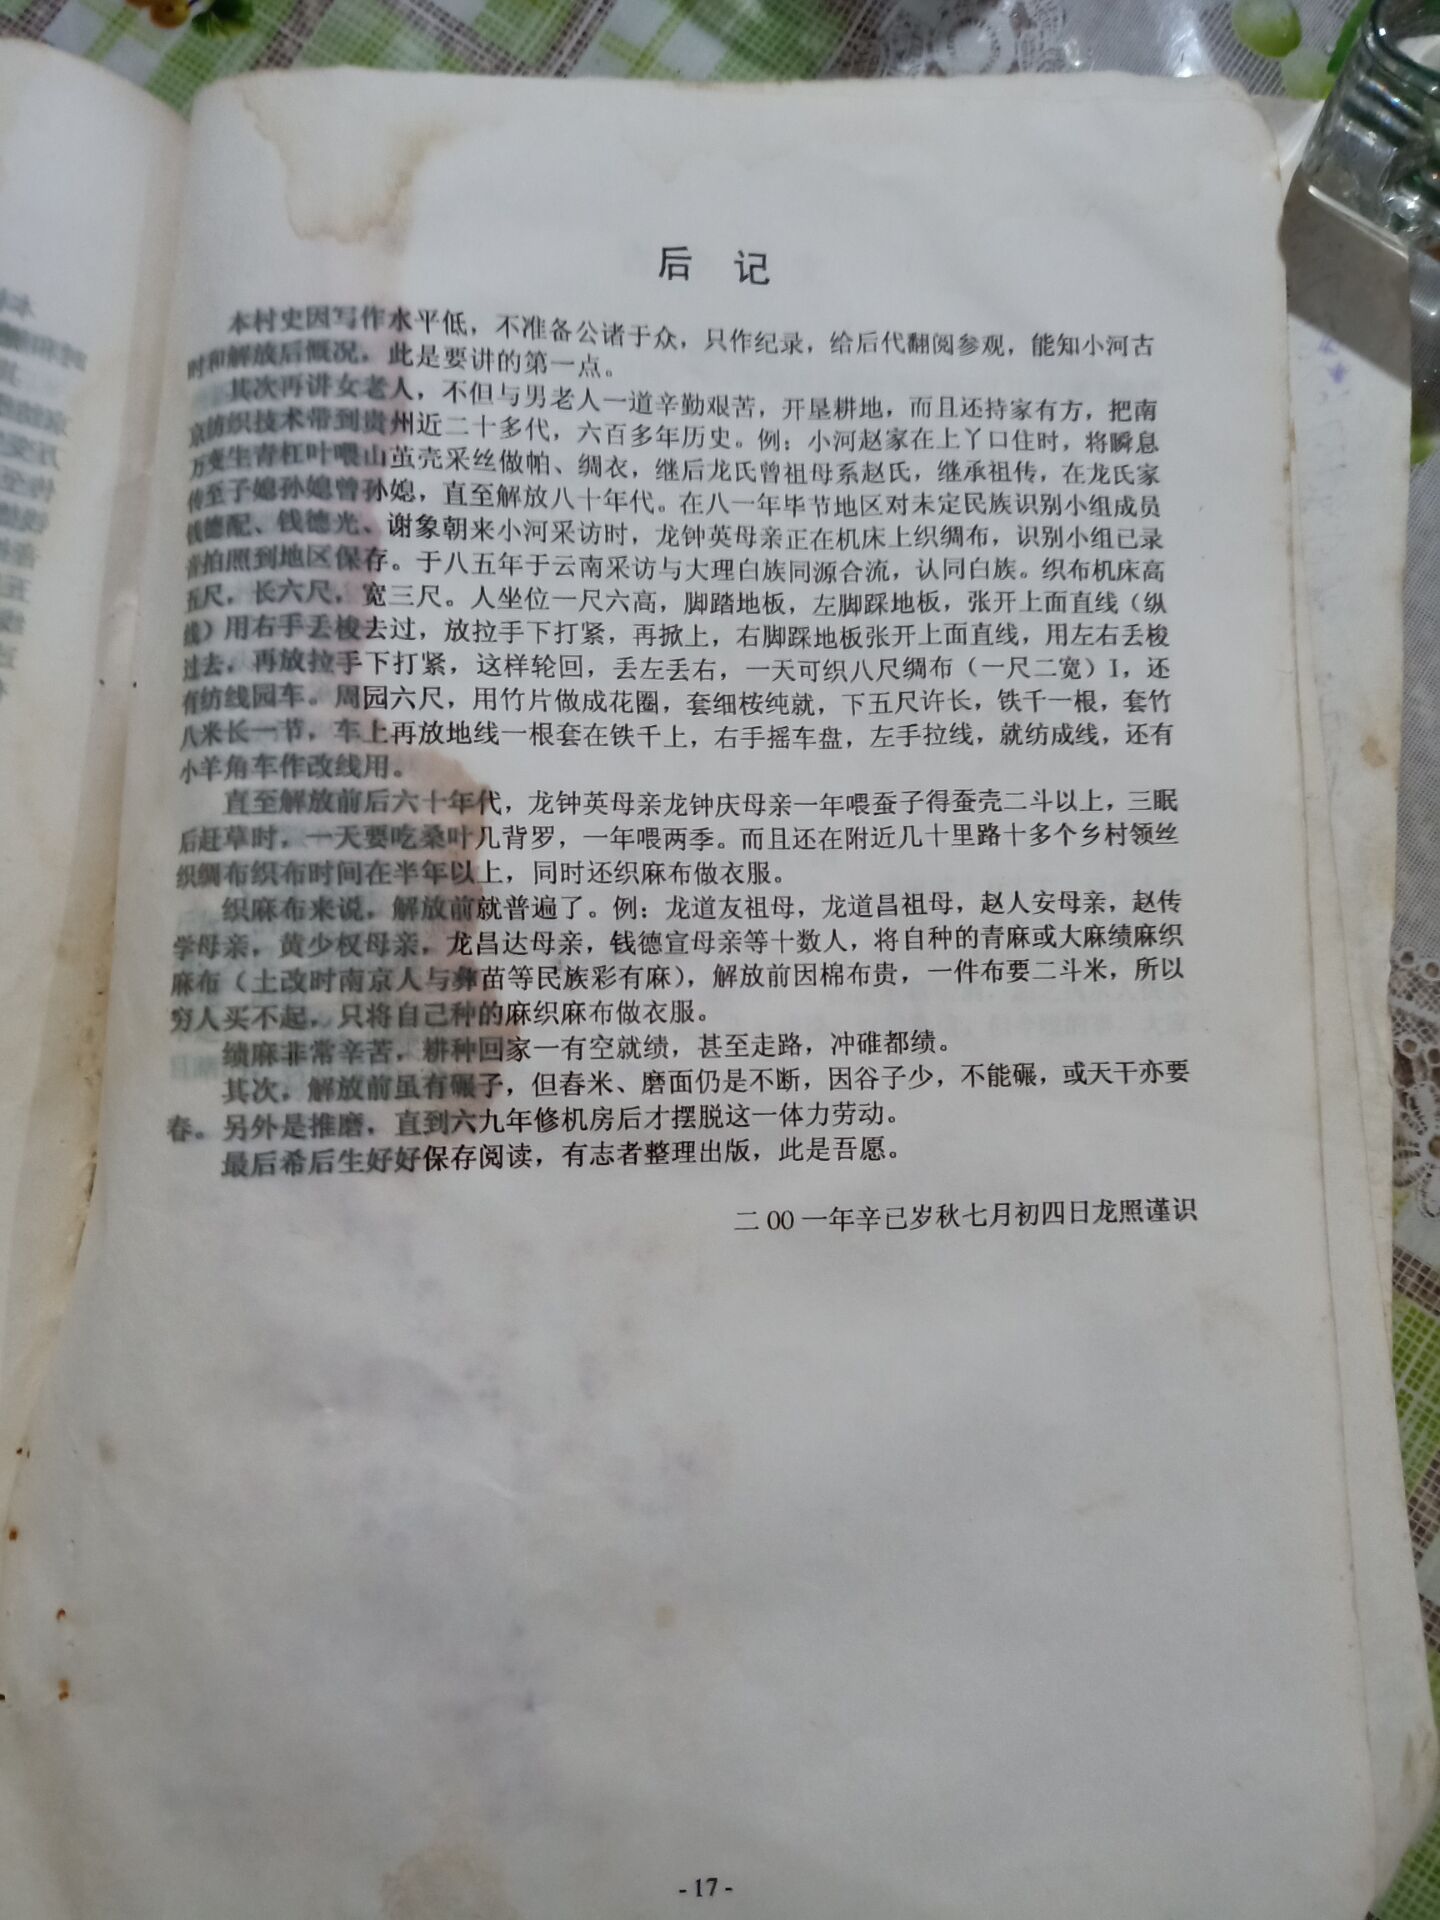 后 记
本村史因写作水平低，不准备公诸于众，只作纪录，给后代翻阅参观，能知小河古
时和解放后慨况，此是要讲的第一点。
其次再讲女老人，不但与男老人一道辛勤艰苦，开垦耕地，而且还持家有方，把南
京纺织技术带到贵州近二十多代，六百多年历史。例：小河赵家在上丫口住时，将瞬息
万变生青杠叶喂山茧壳采丝做帕、绸衣，继后龙氏曾祖母系赵氏，继承祖传，在龙氏家
传至子媳孙媳曾孙媳，直至解放八十年代。在八一年毕节地区对未定民族识别小组成员
钱德配、钱德光、谢象朝来小河采访时，龙钟英母亲正在机床上织绸布，识别小组已录
音拍照到地区保存。于八五年于云南采访与大理白族同源合流，认同白族。织布机床高
五尺，长六尺，宽三尺。人坐位一尺六高，脚踏地板，左脚踩地板，张开上面直线（纵
线）用右手丢梭去过，放拉手下打紧，再掀上，右脚踩地板张开上面直线，用左右丢梭
过去，再放拉手下打紧，这样轮回，丢左丢右，一天可织八尺绸布（一尺二宽）I，还
有纺线园车。周园六尺，用竹片做成花圈，套细桉纯就，下五尺许长，铁千一根，套竹
八米长一节，车上再放地线一根套在铁千上，右手摇车盘，左手拉线，就纺成线，还有
小羊角车作改线用。
直至解放前后六十年代，龙钟英母亲龙钟庆母亲一年喂蚕子得蚕壳二斗以上，三眠
后赶草时，一天要吃桑叶几背罗，一年喂两季。而且还在附近几十里路十多个乡村领丝
织绸布织布时间在半年以上，同时还织麻布做衣服。
织麻布来说，解放前就普遍了。例：龙道友祖母，龙道昌祖母，赵人安母亲，赵传
学母亲，黄少权母亲，龙昌达母亲，钱德宣母亲等十数人，将自种的青麻或大麻绩麻织
麻布（土改时南京人与彝苗等民族彩有麻），解放前因棉布贵，一件布要二斗米，所以
穷人买不起，只将自己种的麻织麻布做衣服。
绩麻非常辛苦，耕种回家一有空就绩，甚至走路，冲碓都绩。
其次，解放前虽有碾子，但舂米、磨面仍是不断，因谷子少，不能碾，或天干亦要
舂。另外是推磨，直到六九年修机房后才摆脱这一体力劳动。
最后希后生好好保存阅读，有志者整理出版，此是吾愿。
二 00 一年辛巳岁秋七月初四日龙照谨识
- 17 -